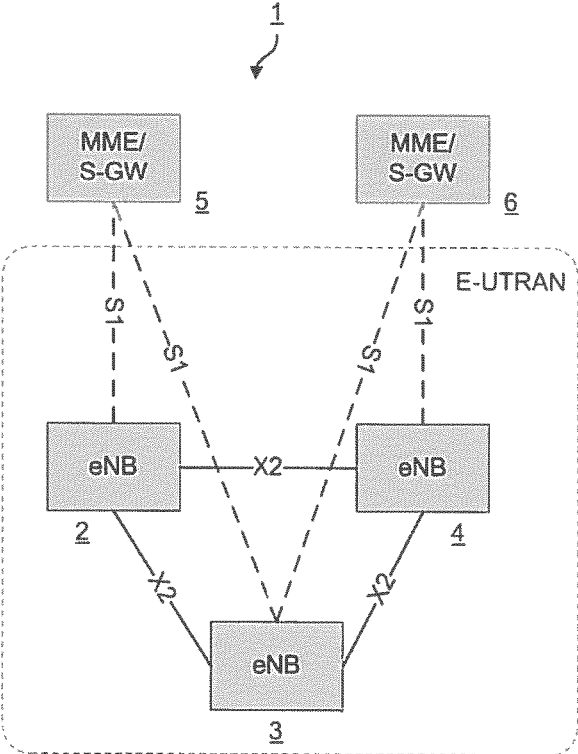 1
MME/
S-GW
5
MME/
S-GW
6
E-UTRAN
S1
S1
S1
S1
eNB
2
X2
eNB
4
X2
X2
eNB
3